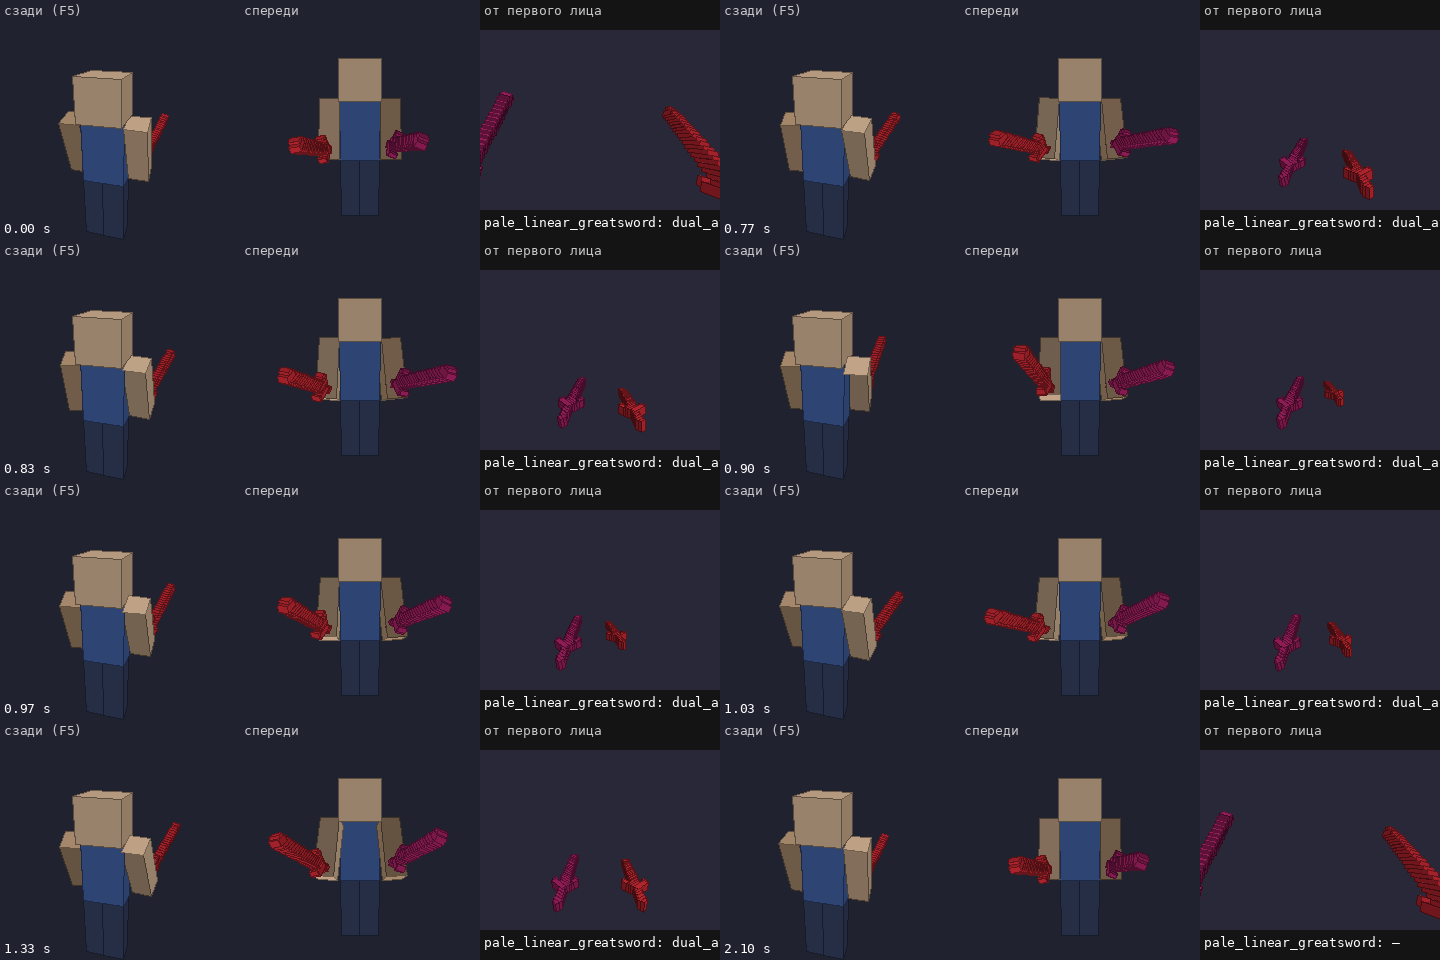 сзади (F5) спереди от первого лица сзади (F5) спереди от первого лица
0.00 s pale_linear_greatsword: dual_a 0.77 s pale_linear_greatsword: dual_a
сзади (F5) спереди от первого лица сзади (F5) спереди от первого лица
0.83 s pale_linear_greatsword: dual_a 0.90 s pale_linear_greatsword: dual_a
сзади (F5) спереди от первого лица сзади (F5) спереди от первого лица
0.97 s pale_linear_greatsword: dual_a 1.03 s pale_linear_greatsword: dual_a
сзади (F5) спереди от первого лица сзади (F5) спереди от первого лица
1.33 s pale_linear_greatsword: dual_a 2.10 s pale_linear_greatsword: —